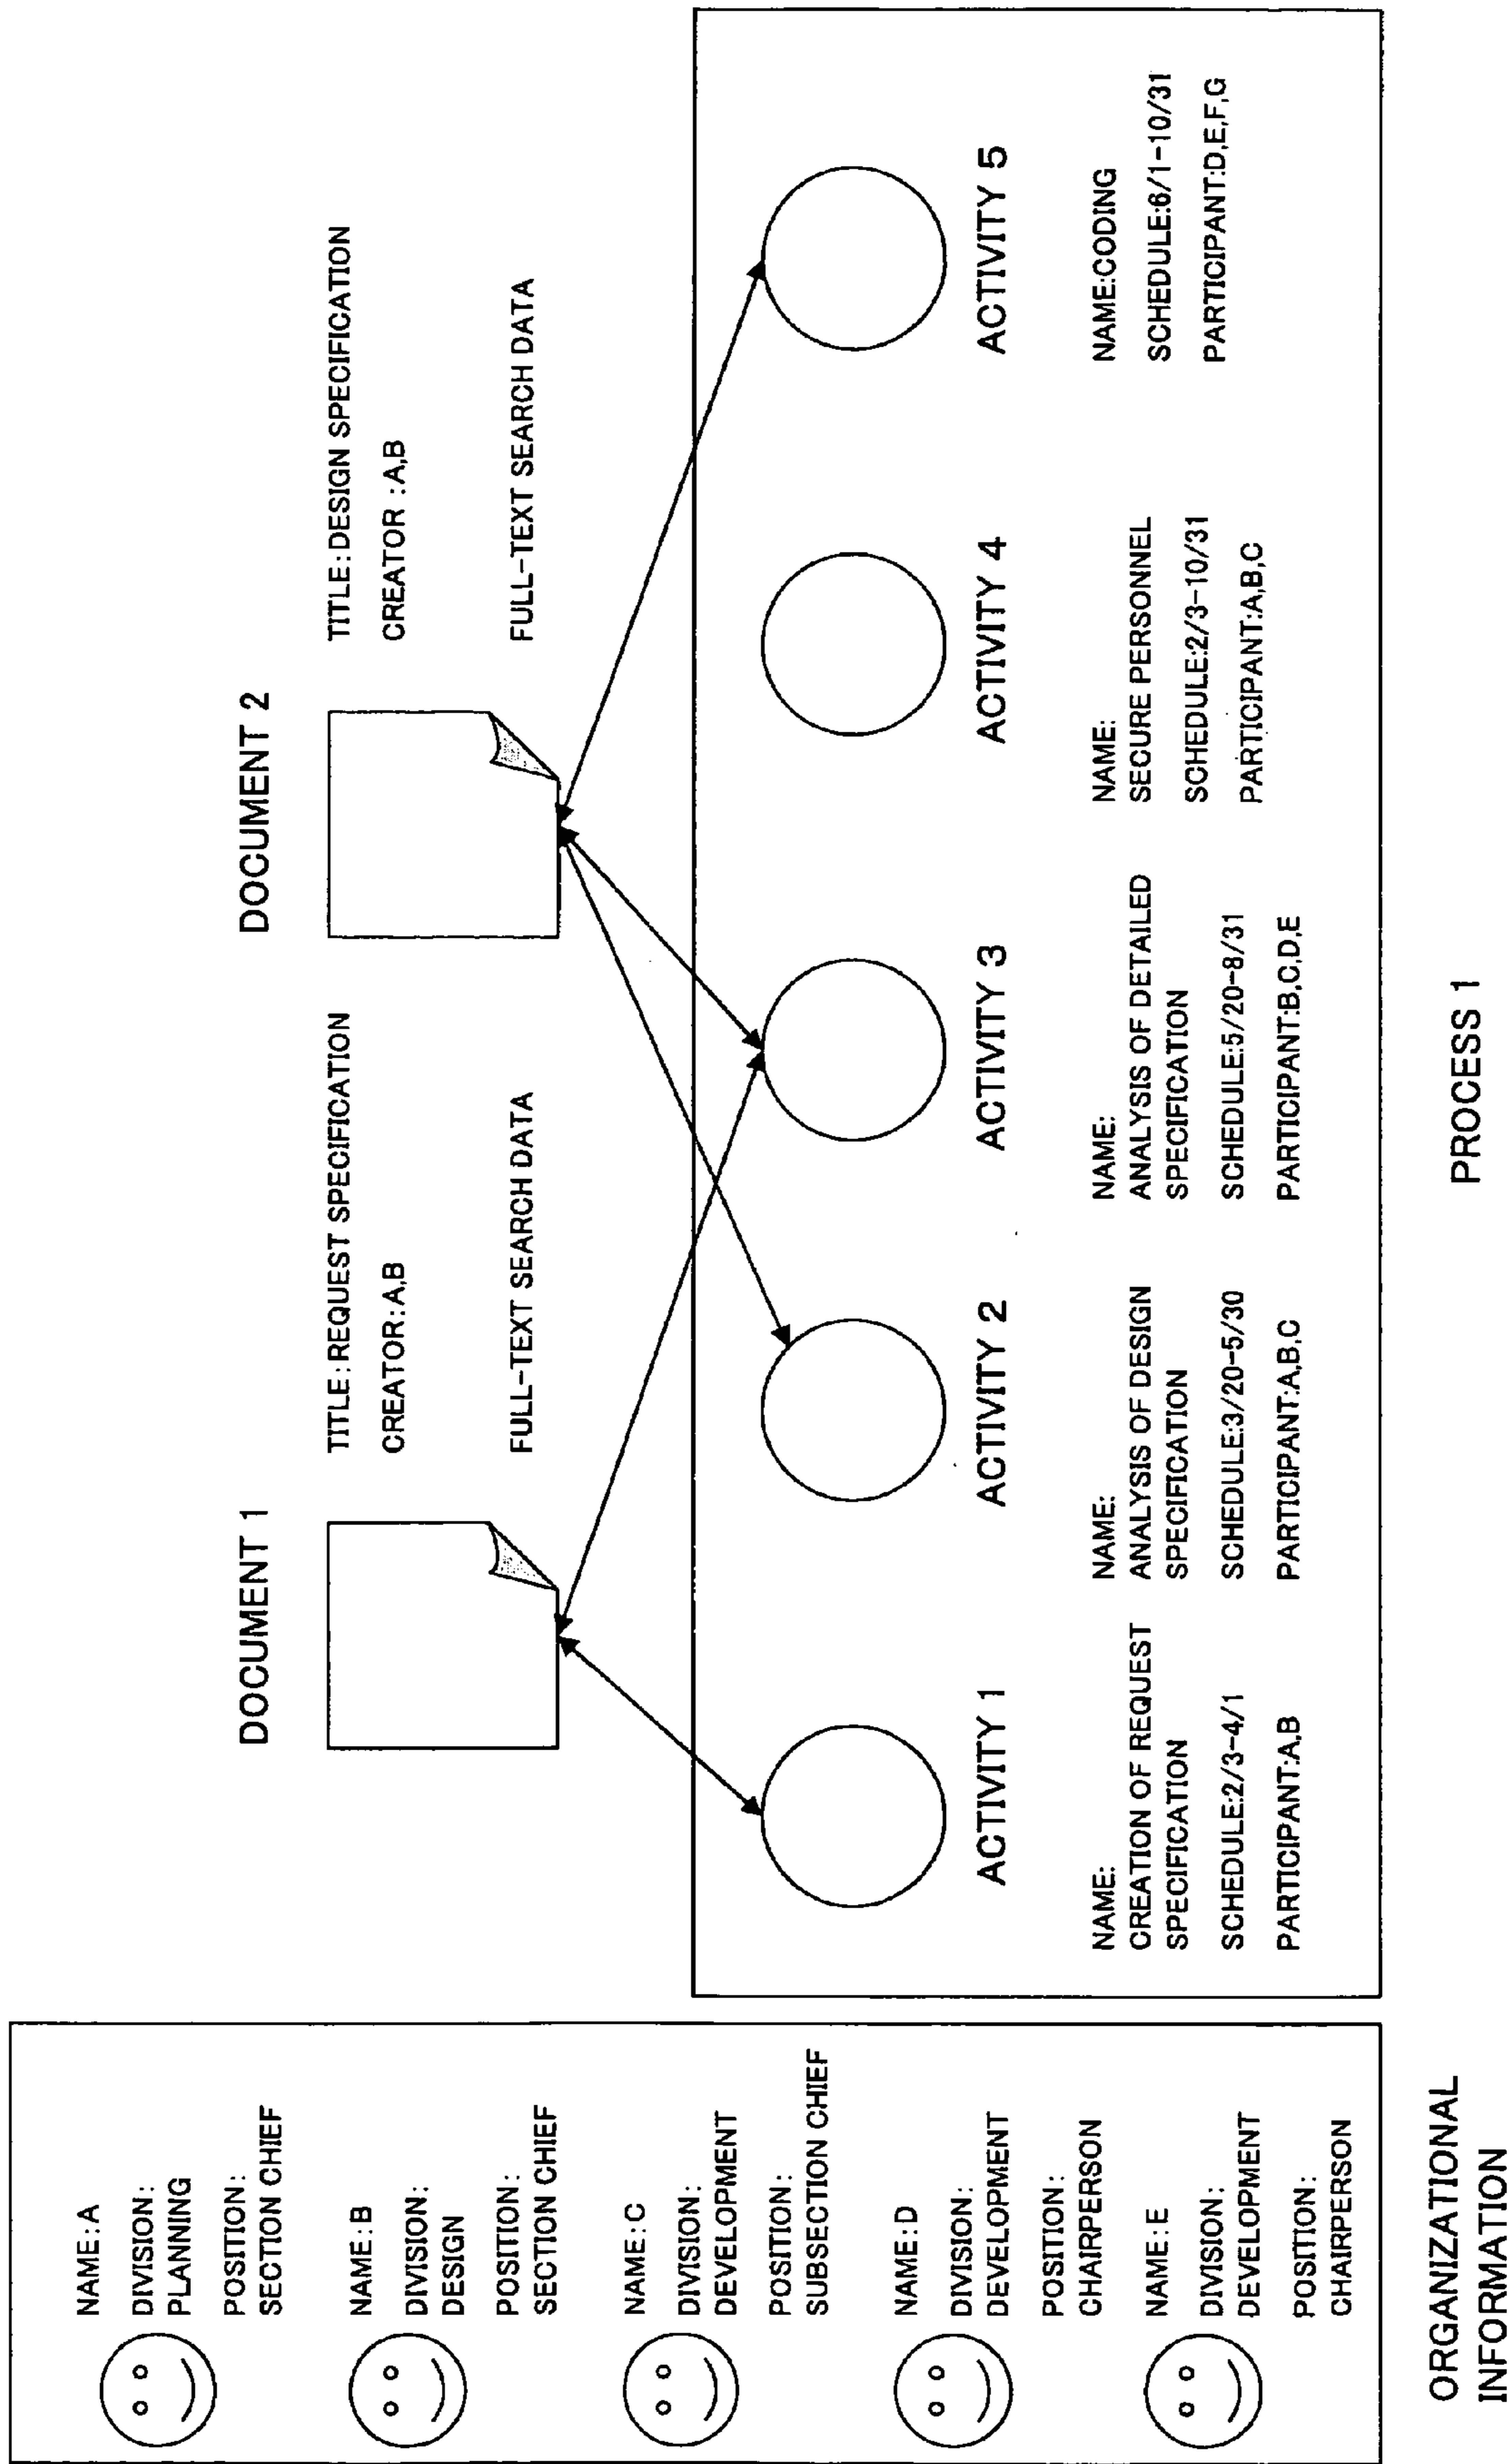 NAME:A
DIVISION:
PLANNING
POSITION:
SECTION CHIEF
NAME:B
DIVISION:
DESIGN
POSITION:
SECTION CHIEF
NAME:C
DIVISION:
DEVELOPMENT
POSITION:
SUBSECTION CHIEF
NAME:D
DIVISION:
DEVELOPMENT
POSITION:
CHAIRPERSON
NAME:E
DIVISION:
DEVELOPMENT
POSITION:
CHAIRPERSON
ORGANIZATIONAL
INFORMATION
DOCUMENT 1
TITLE:REQUEST SPECIFICATION
CREATOR:A,B
FULL-TEXT SEARCH DATA
DOCUMENT 2
TITLE:DESIGN SPECIFICATION
CREATOR :A,B
FULL-TEXT SEARCH DATA
ACTIVITY 1
NAME:
CREATION OF REQUEST
SPECIFICATION
SCHEDULE:2/3-4/1
PARTICIPANT:A,B
ACTIVITY 2
NAME:
ANALYSIS OF DESIGN
SPECIFICATION
SCHEDULE:3/20-5/30
PARTICIPANT:A,B,C
ACTIVITY 3
NAME:
ANALYSIS OF DETAILED
SPECIFICATION
SCHEDULE:5/20-8/31
PARTICIPANT:B,C,D,E
ACTIVITY 4
NAME:
SECURE PERSONNEL
SCHEDULE:2/3-10/31
PARTICIPANT:A,B,C
ACTIVITY 5
NAME:CODING
SCHEDULE:6/1-10/31
PARTICIPANT:D,E,F,G
PROCESS 1